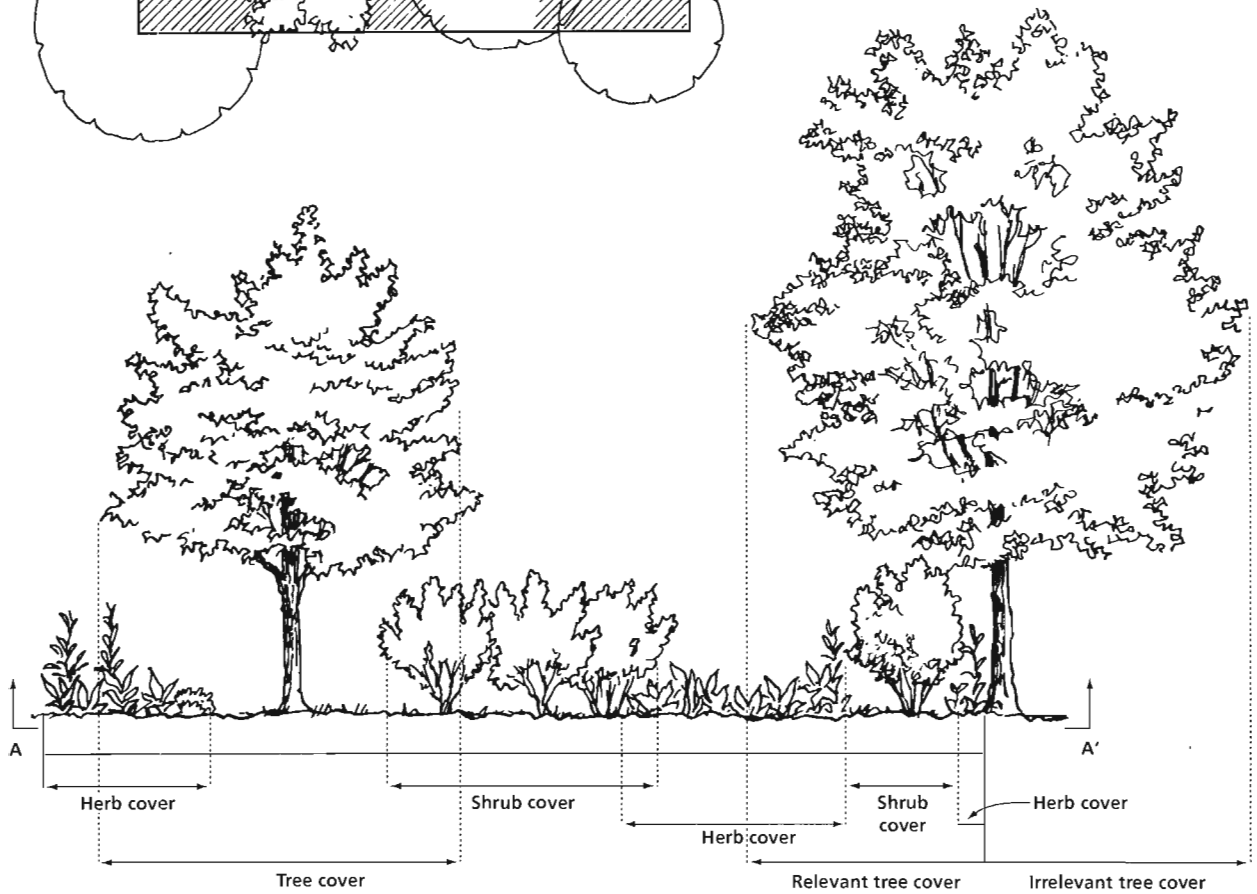 A
A'
Herb cover
Shrub cover
Shrub
cover
Herb cover
Herb cover
Tree cover
Relevant tree cover
Irrelevant tree cover